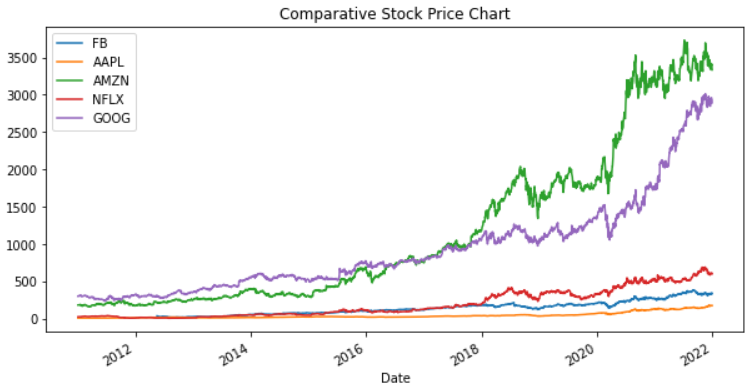 Comparative Stock Price Chart
FB
AAPL
AMZN
NFLX
GOOG
3500
3000
2500
2000
1500
1000
500
0
2012
2014
2016
2018
2020
2022
Date